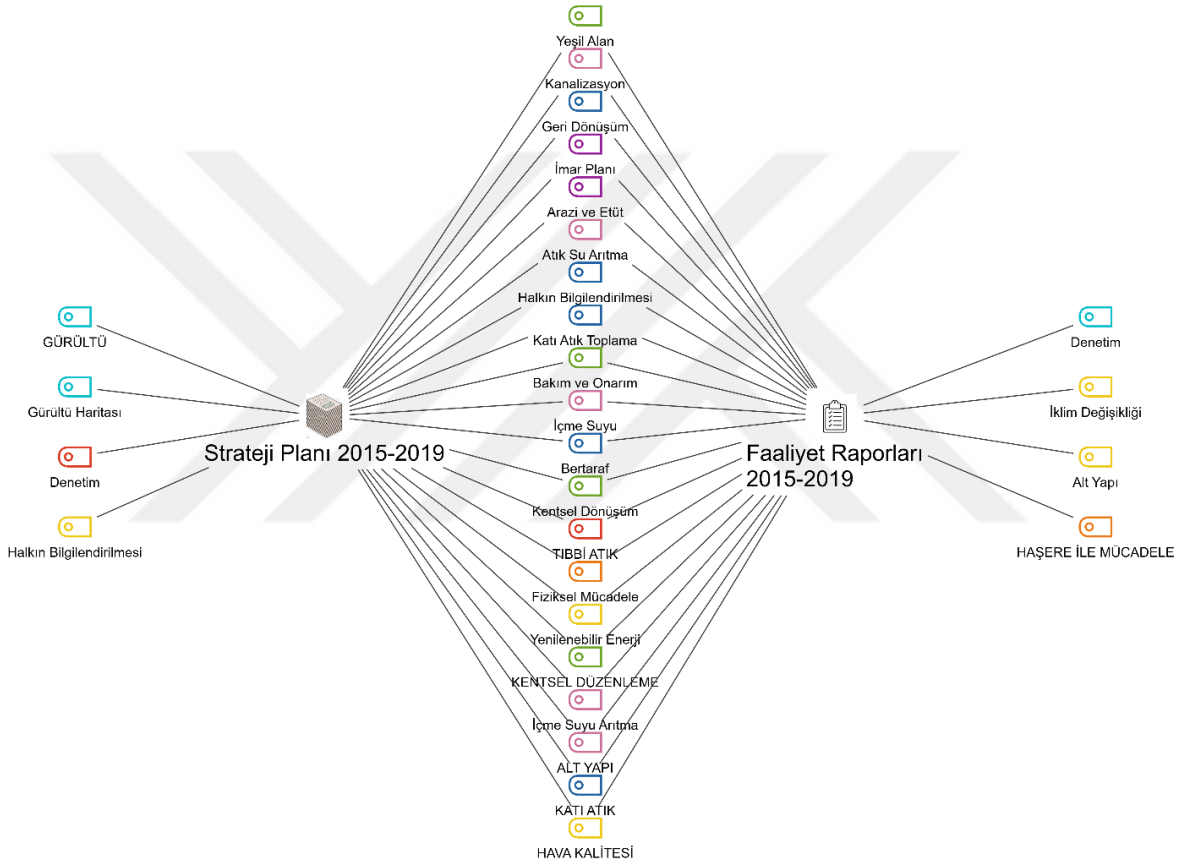 Yeşil Alan
Kanalizasyon
Geri Dönüşüm
İmar Planı
Arazi ve Etüt
Atık Su Arıtma
Halkın Bilgilendirilmesi
Katı Atık Toplama
Bakım ve Onarım
İçme Suyu
Bertaraf
Kentsel Dönüşüm
TIBBİ ATIK
Fiziksel Mücadele
Yenilenebilir Enerji
KENTSEL DÜZENLEME
İçme Suyu Arıtma
ALT YAPI
KATI ATIK
HAVA KALİTESİ
GÜRÜLTÜ
Gürültü Haritası
Denetim
Halkın Bilgilendirilmesi
Strateji Planı 2015-2019
Faaliyet Raporları
2015-2019
Denetim
İklim Değişikliği
Alt Yapı
HAŞERE İLE MÜCADELE